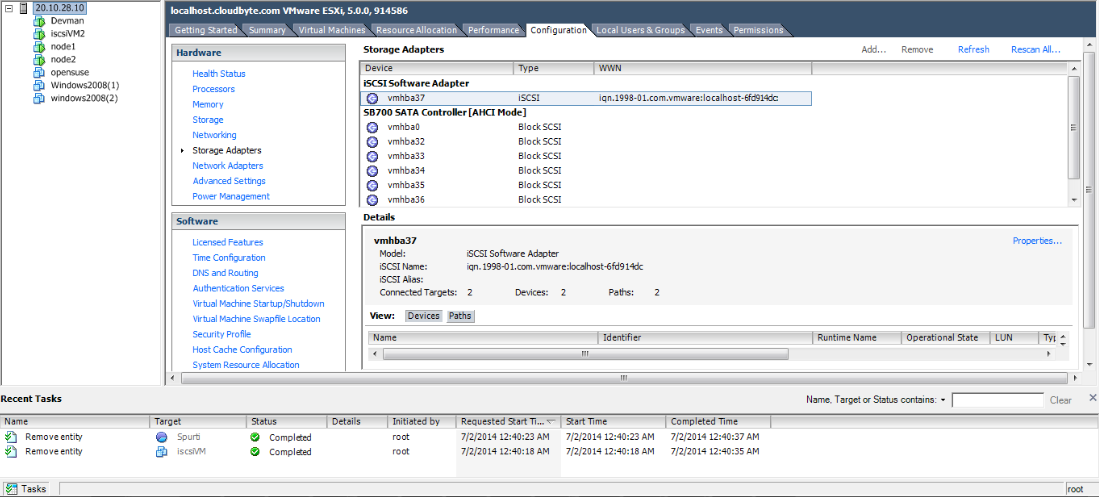 20.10.28.10
Devman
iscsiVM2
node1
node2
opensuse
Windows2008(1)
windows2008(2)
localhost.cloudbyte.com VMware ESXi, 5.0.0, 914586
Getting Started Summary Virtual Machines Resource Allocation Performance Configuration Local Users & Groups Events Permissions
Hardware
Health Status
Processors
Memory
Storage
Networking
Storage Adapters
Network Adapters
Advanced Settings
Power Management
Software
Licensed Features
Time Configuration
DNS and Routing
Authentication Services
Virtual Machine Startup/Shutdown
Virtual Machine Swapfile Location
Security Profile
Host Cache Configuration
System Resource Allocation
Storage Adapters Add... Remove Refresh Rescan All...
Device Type WWN
iSCSI Software Adapter
vmhba37 iSCSI iqn.1998-01.com.vmware:localhost-6fd914dc:
SB700 SATA Controller [AHCI Mode]
vmhba0 Block SCSI
vmhba32 Block SCSI
vmhba33 Block SCSI
vmhba34 Block SCSI
vmhba35 Block SCSI
vmhba36 Block SCSI
Details
vmhba37 Properties...
Model: iSCSI Software Adapter
iSCSI Name: iqn.1998-01.com.vmware:localhost-6fd914dc
iSCSI Alias:
Connected Targets: 2 Devices: 2 Paths: 2
View: Devices Paths
Name Identifier Runtime Name Operational State LUN Ty
Recent Tasks Name, Target or Status contains: Clear
Name Target Status Details Initiated by Requested Start Ti... Start Time Completed Time
Remove entity Spurti Completed root 7/2/2014 12:40:23 AM 7/2/2014 12:40:23 AM 7/2/2014 12:40:37 AM
Remove entity iscsiVM Completed root 7/2/2014 12:40:18 AM 7/2/2014 12:40:18 AM 7/2/2014 12:40:35 AM
Tasks root